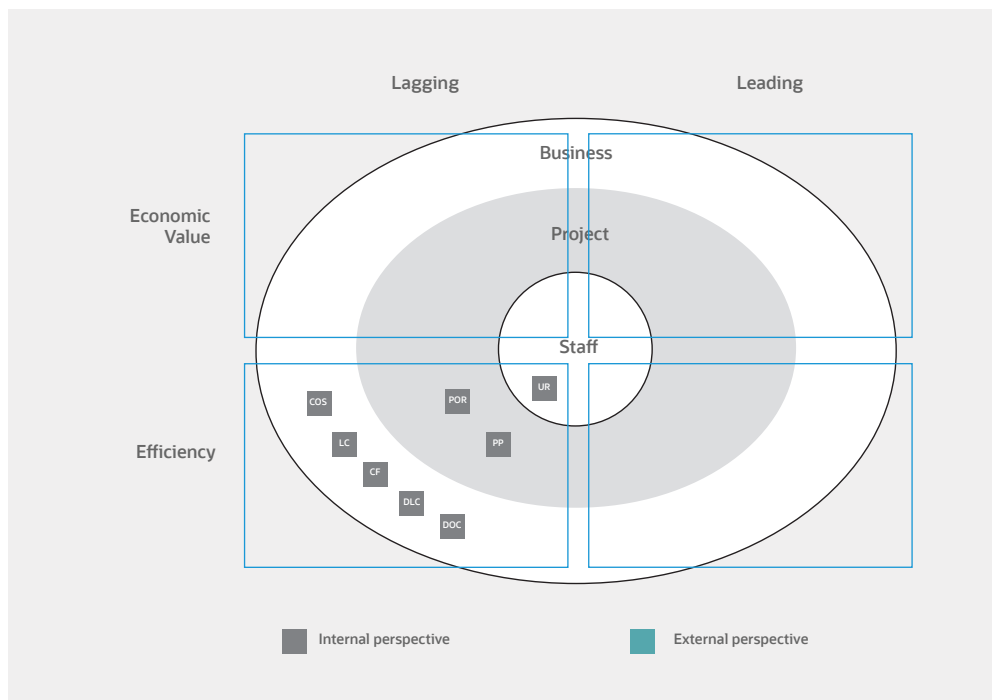 Lagging
Leading
Business
Economic
Value
Project
Staff
UR
COS
POR
LC
PP
Efficiency
CF
DLC
DOC
Internal perspective
External perspective